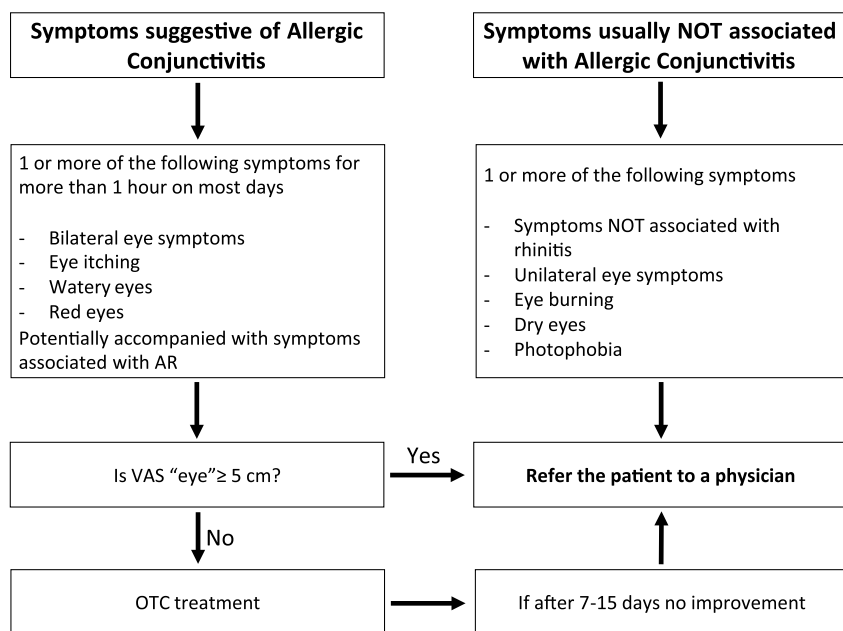 Symptoms suggestive of Allergic
Conjunctivitis
Symptoms usually NOT associated
with Allergic Conjunctivitis
1 or more of the following symptoms for
more than 1 hour on most days
- Bilateral eye symptoms
- Eye itching
- Watery eyes
- Red eyes
Potentially accompanied with symptoms
associated with AR
1 or more of the following symptoms
- Symptoms NOT associated with
rhinitis
- Unilateral eye symptoms
- Eye burning
- Dry eyes
- Photophobia
Is VAS “eye”≥ 5 cm?
Yes
Refer the patient to a physician
No
OTC treatment
If after 7-15 days no improvement